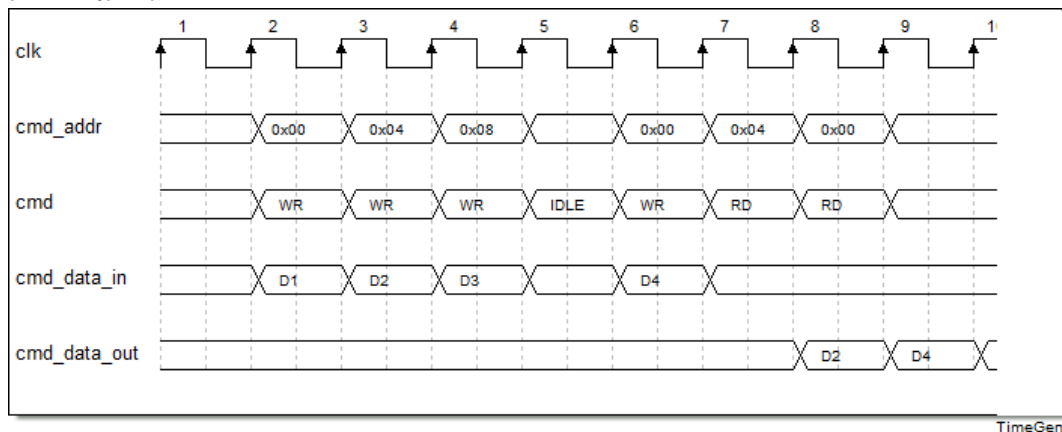 1 2 3 4 5 6 7 8 9
clk
cmd_addr 0x00 0x04 0x08 0x00 0x04 0x00
cmd WR WR WR IDLE WR RD RD
cmd_data_in D1 D2 D3 D4
cmd_data_out D2 D4
TimeGen